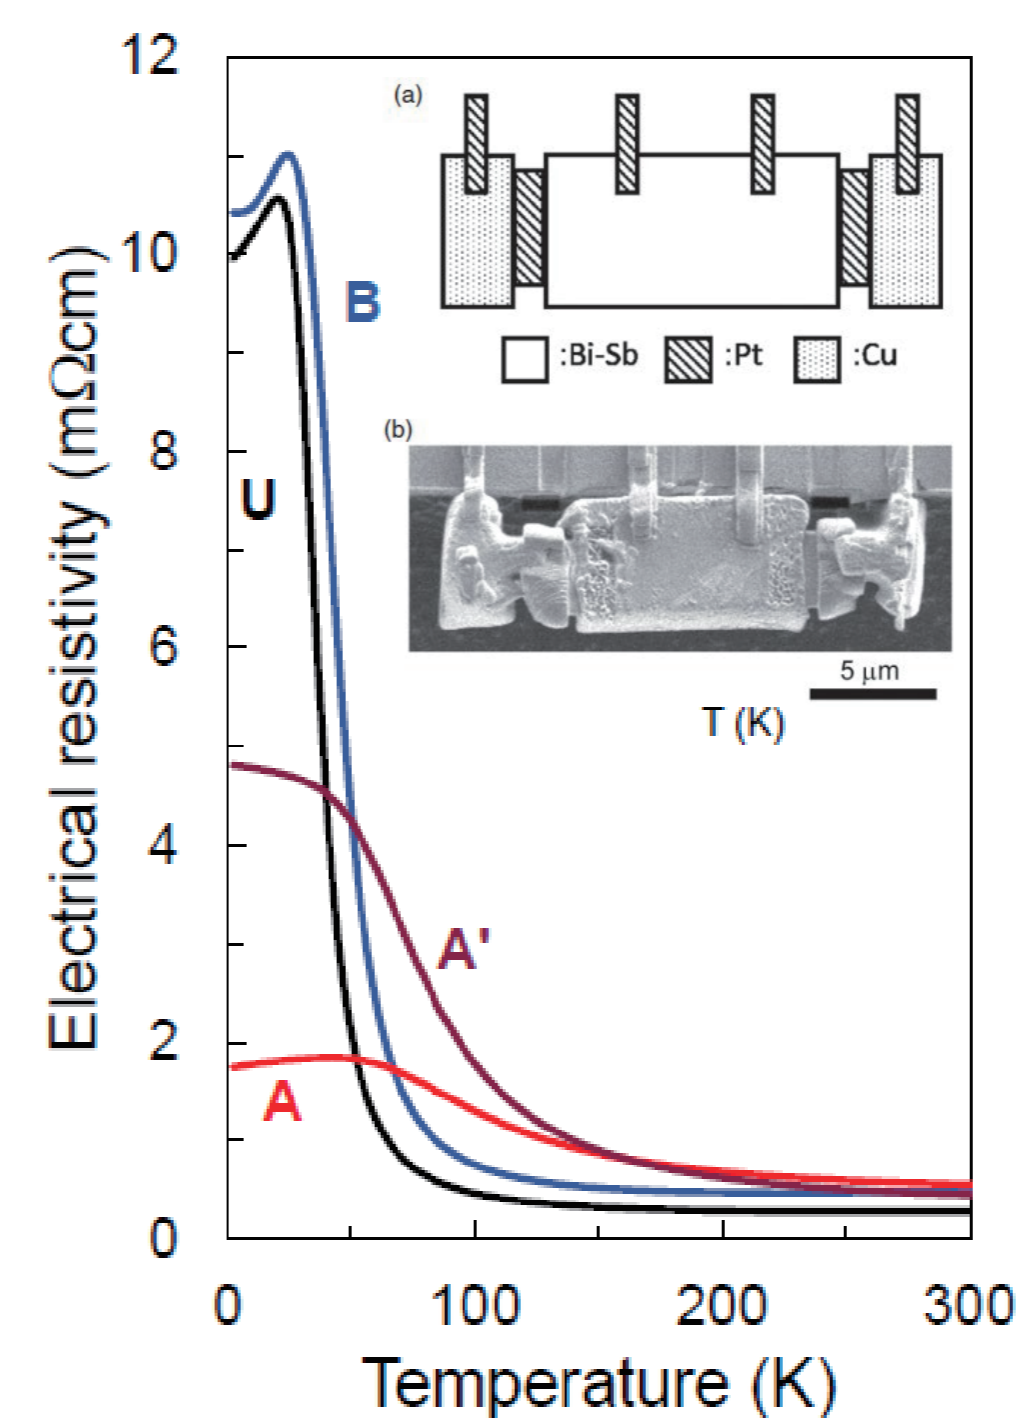 12
10
8
6
4
2
0
Electrical resistivity (mΩcm)
(a)
:Bi-Sb
:Pt
:Cu
(b)
5 μm
T (K)
B
U
A'
A
0
100
200
300
Temperature (K)